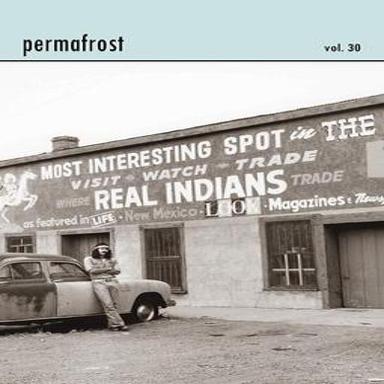 permafrost
vol. 30
MOST INTERESTING SPOT in THE
VISIT - WATCH - TRADE
WHERE REAL INDIANS TRADE
as featured in LIFE • New Mexico • LOOK • Magazines & News